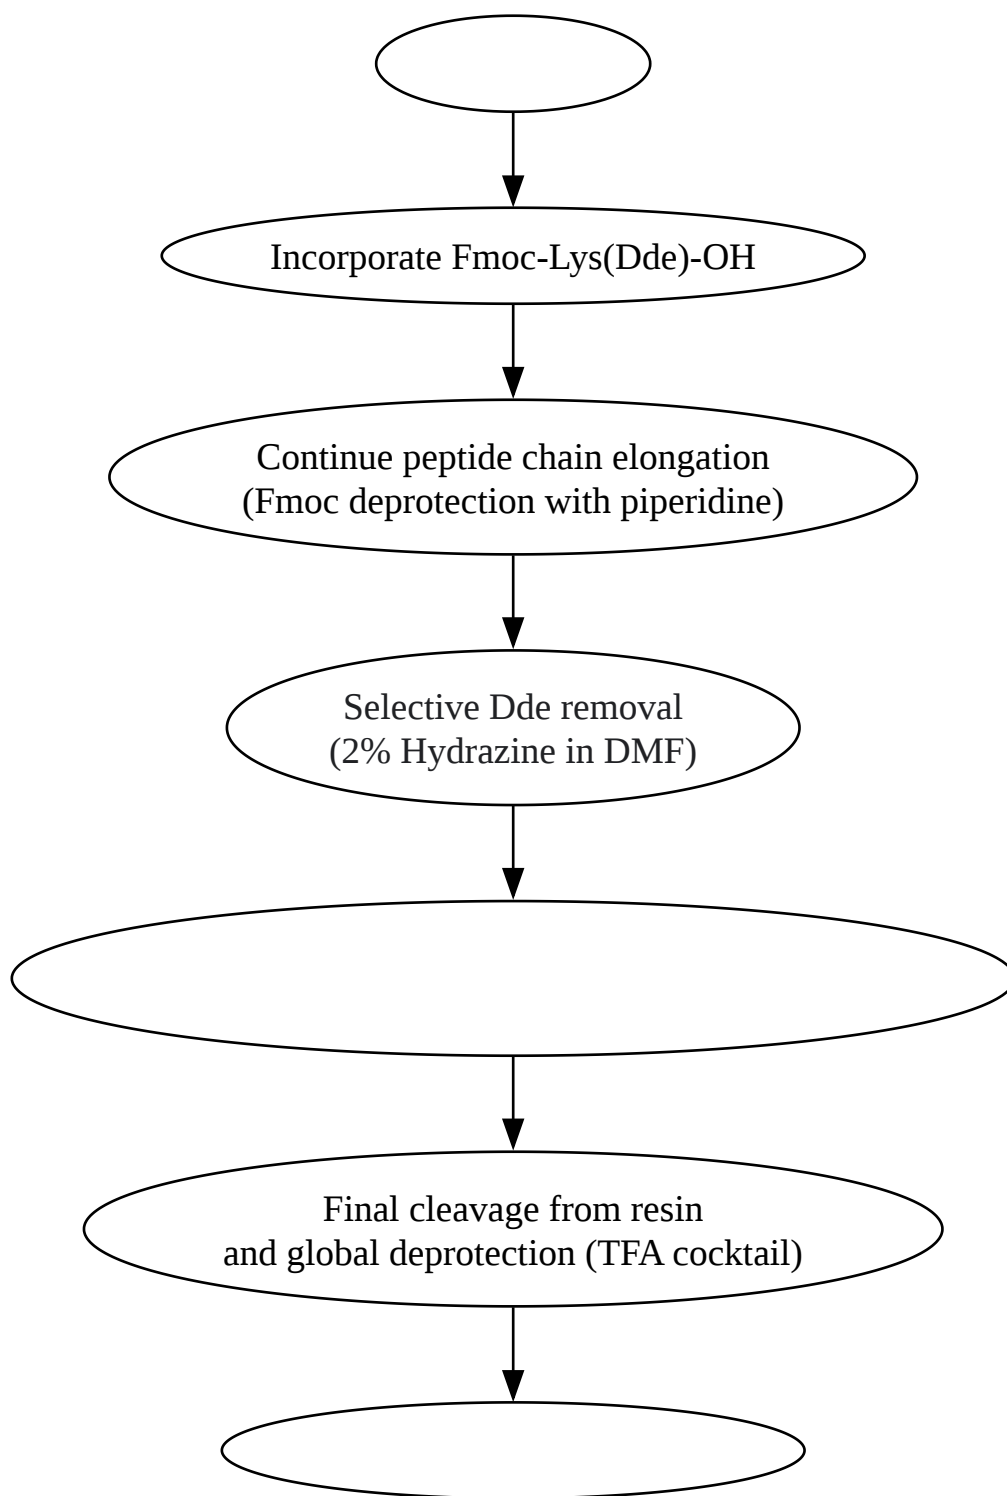 Incorporate Fmoc-Lys(Dde)-OH
Continue peptide chain elongation
(Fmoc deprotection with piperidine)
Selective Dde removal
(2% Hydrazine in DMF)
Final cleavage from resin
and global deprotection (TFA cocktail)